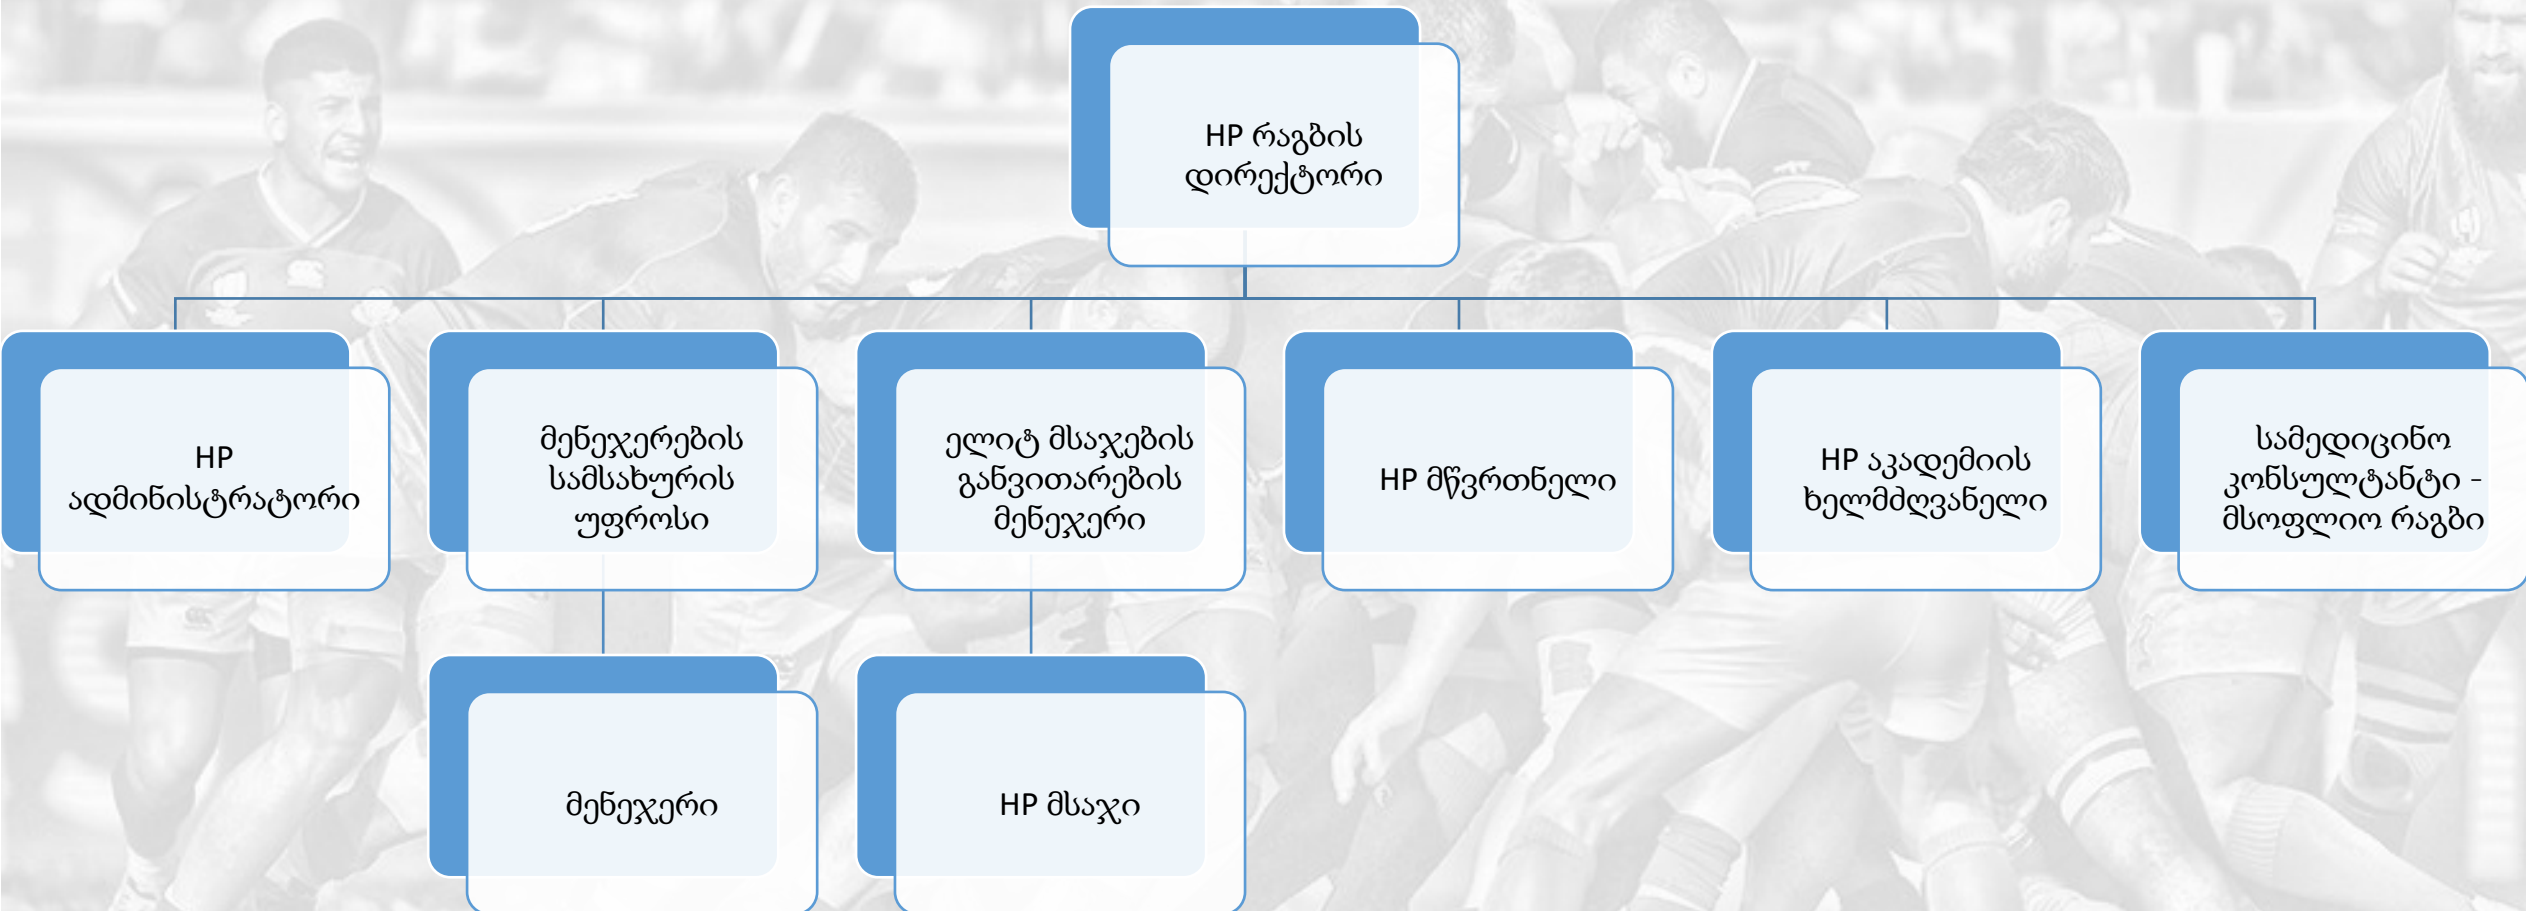 HP რაგბის
დირექტორი
HP
ადმინისტრატორი
მენეჯერების
სამსახურის
უფროსი
ელიტ მსაჯების
განვითარების
მენეჯერი
HP მწვრთნელი
HP აკადემიის
ხელმძღვანელი
სამედიცინო
კონსულტანტი -
მსოფლიო რაგბი
მენეჯერი
HP მსაჯი